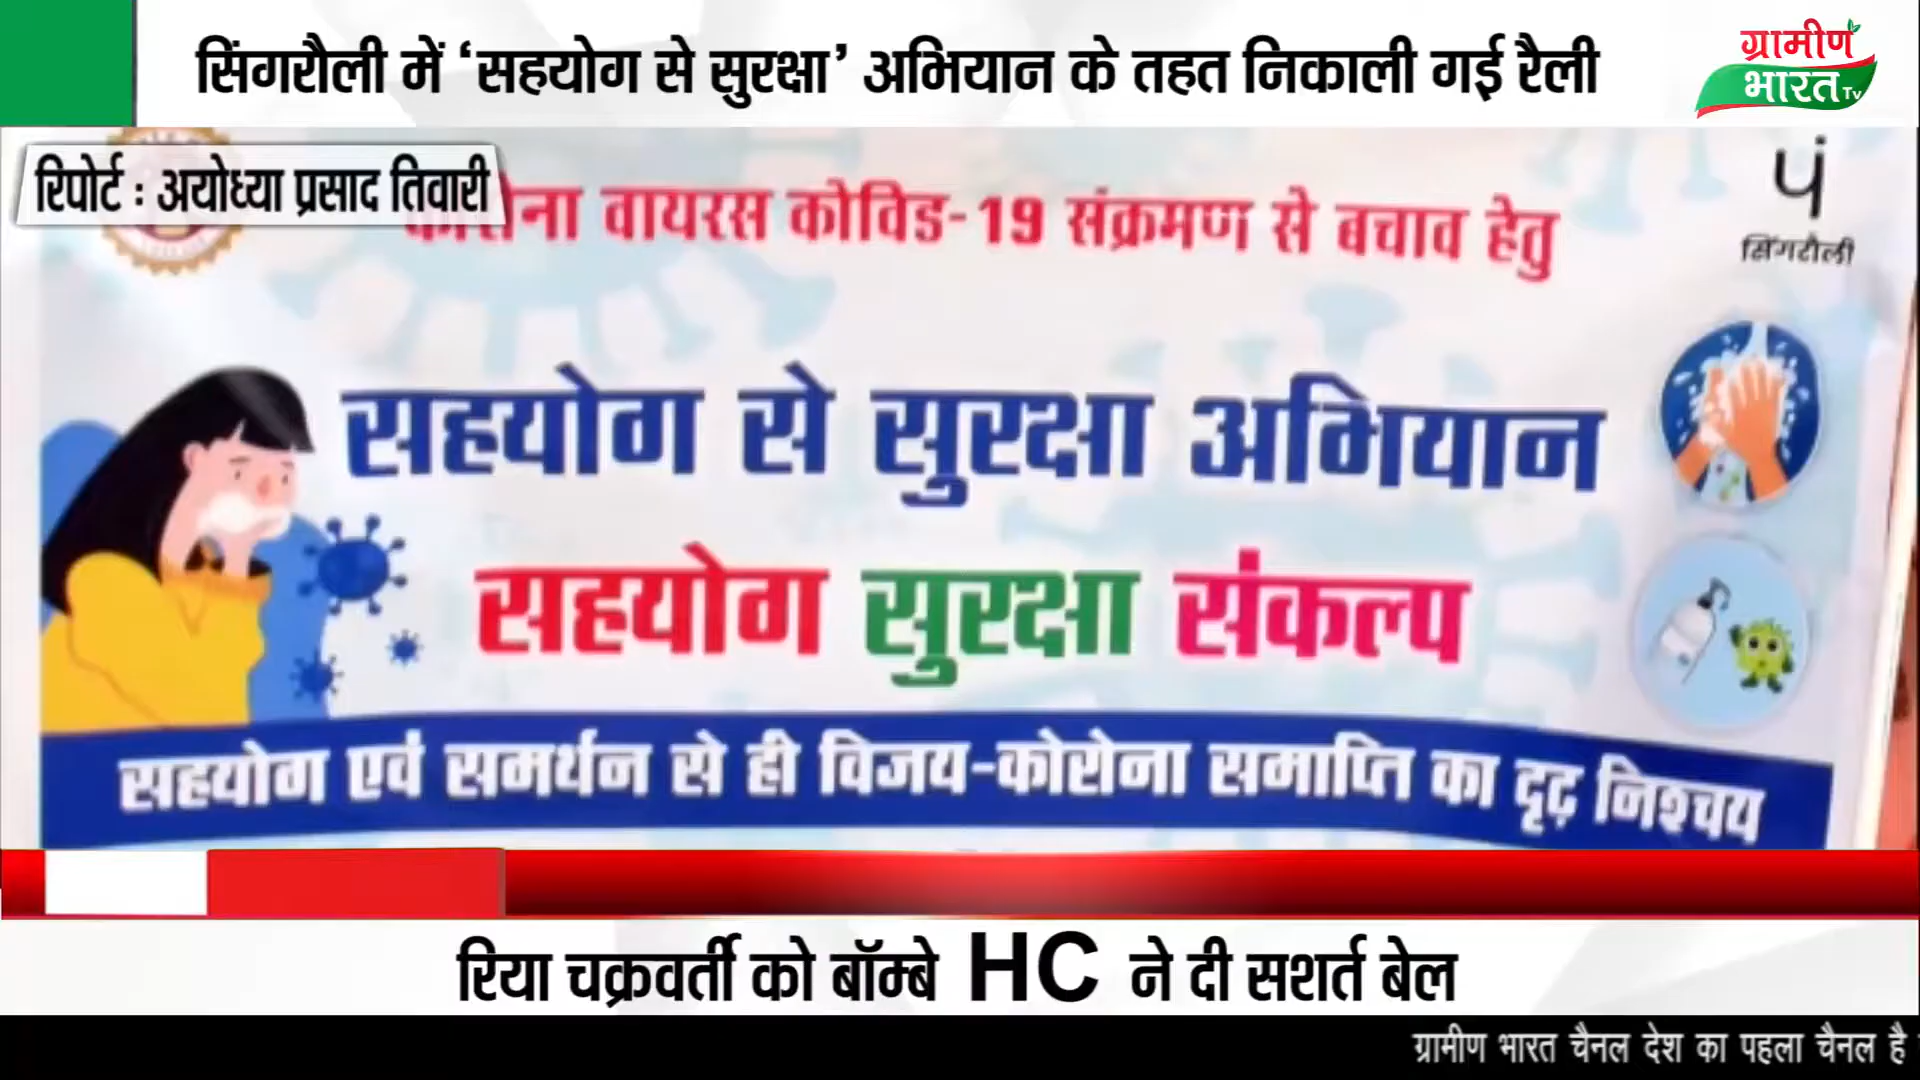 सिंगरौली में ‘सहयोग से सुरक्षा’ अभियान के तहत निकाली गई रैली
ग्रामीण
भारत Tv
रिपोर्ट : अयोध्या प्रसाद तिवारी
कोरोना वायरस कोविड-19 संक्रमण से बचाव हेतु
सिंगरौली
सहयोग से सुरक्षा अभियान
सहयोग सुरक्षा संकल्प
सहयोग एवं समर्थन से ही विजय-कोरोना समाप्ति का दृढ़ निश्चय
रिया चक्रवर्ती को बॉम्बे HC ने दी सशर्त बेल
ग्रामीण भारत चैनल देश का पहला चैनल है